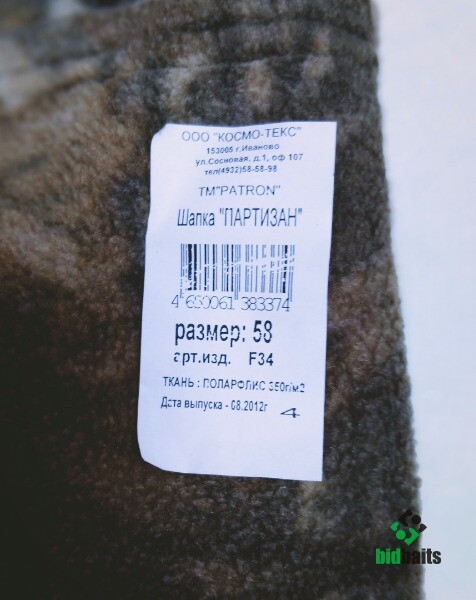 ООО "КОСМО-ТЕКС"
153005 г.Иваново
ул.Сосновая, д.1, оф 107
тел(4932)58-58-98
ТМ"PATRON"
Шапка "ПАРТИЗАН"
4 650061 383374
размер: 58
арт.изд. F34
ТКАНЬ : ПОЛАРФЛИС 350г/м2
Дата выпуска - 08.2012г 4
bidbaits